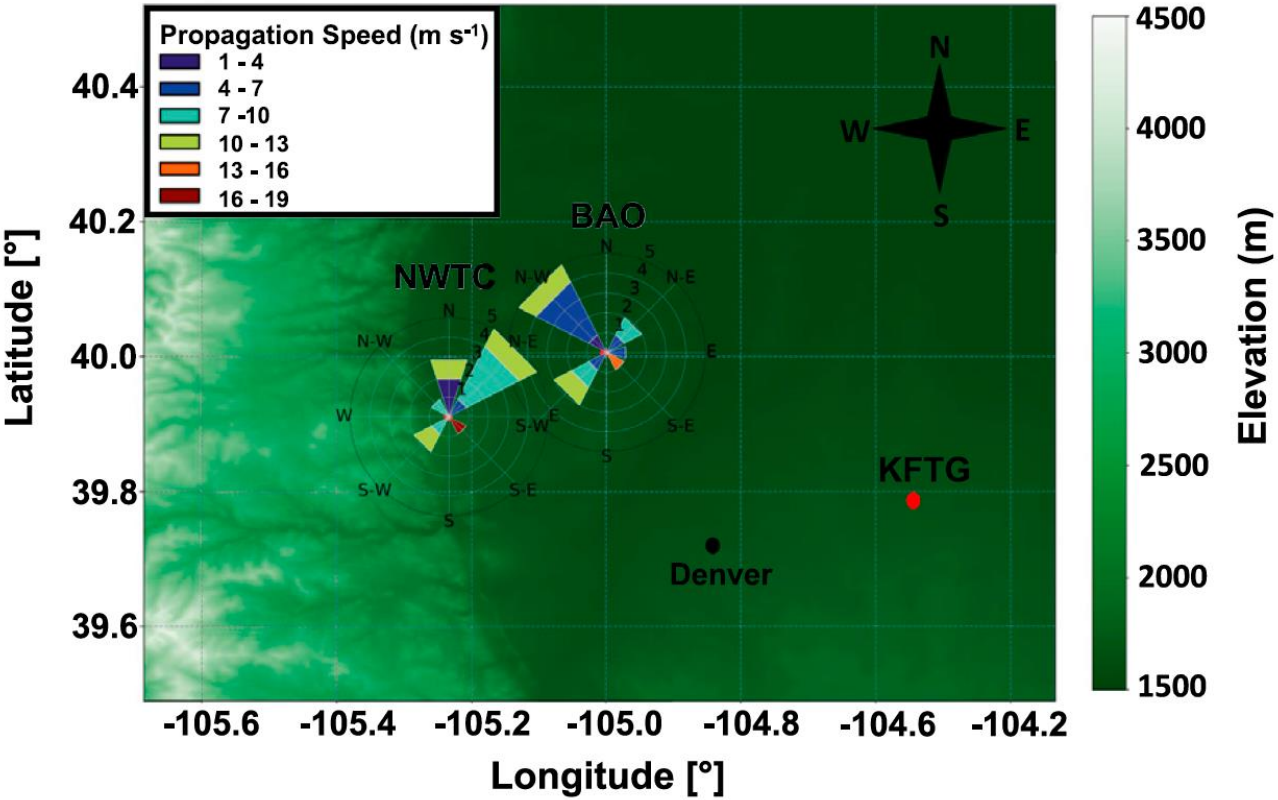 Propagation Speed (m s-1)
1 - 4
4 - 7
7 -10
10 - 13
13 - 16
16 - 19
N
W E
S
BAO
N
N-W N-E
5
4
3
2
1
E
S-W S-E
S
NWTC
N
N-W N-E
5
4
3
2
1
W E
S-W S-E
S
KFTG
Denver
40.4
40.2
40.0
39.8
39.6
Latitude [°]
-105.6 -105.4 -105.2 -105.0 -104.8 -104.6 -104.2
Longitude [°]
4500
4000
3500
3000
2500
2000
1500
Elevation (m)